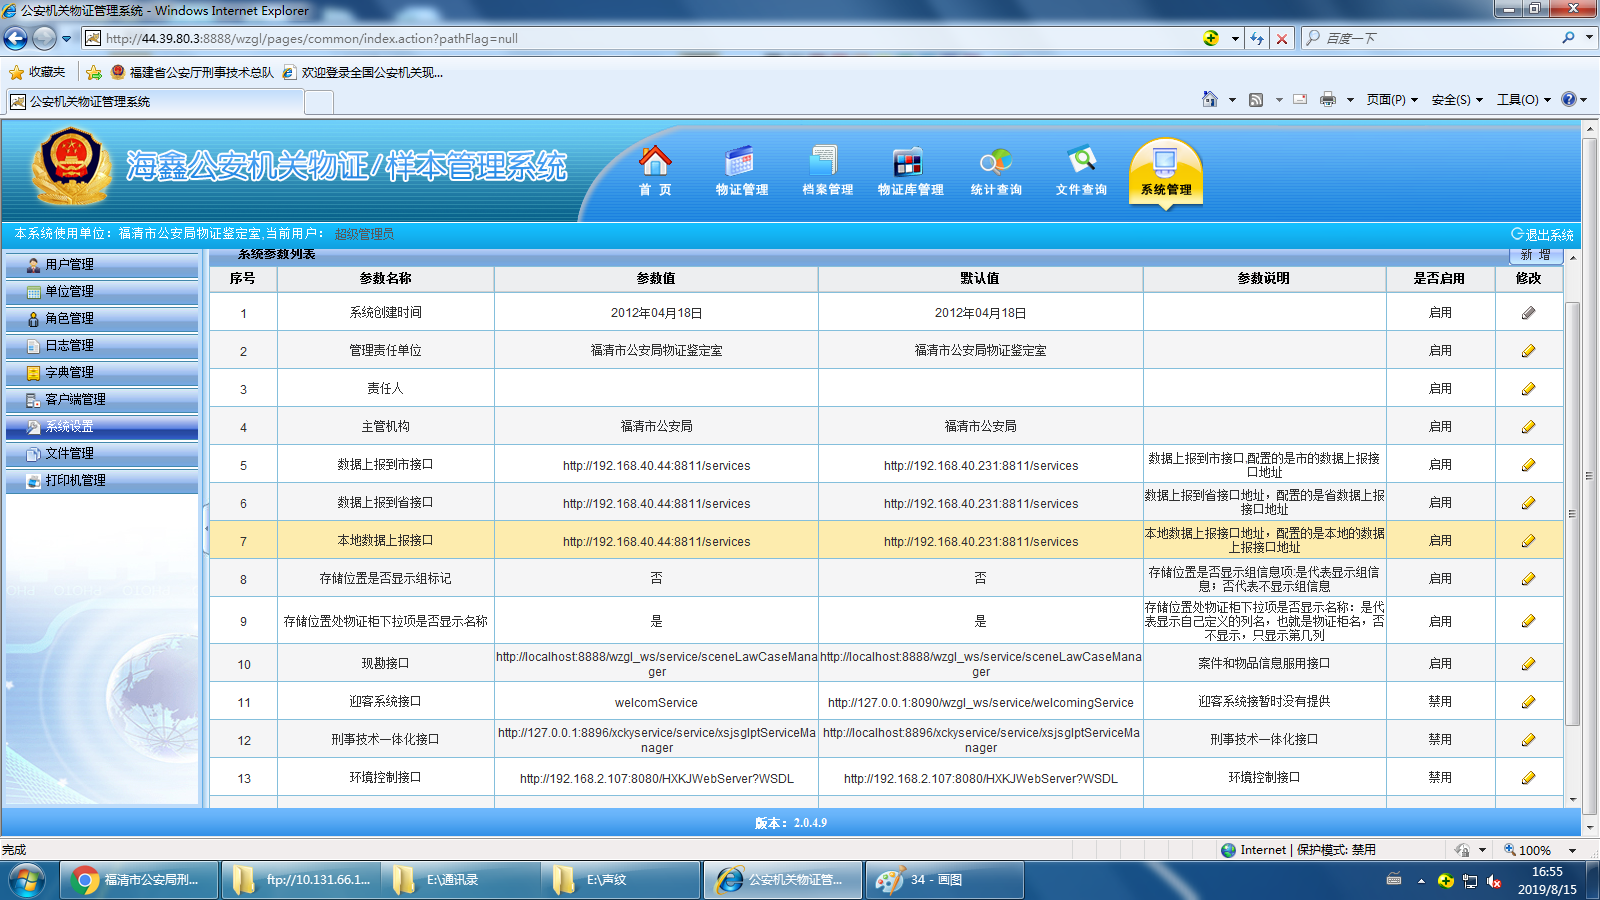 公安机关物证管理系统 - Windows Internet Explorer
http://44.39.80.3:8888/wzgl/pages/common/index.action?pathFlag=null
百度一下
收藏夹 福建省公安厅刑事技术总队 欢迎登录全国公安机关现...
公安机关物证管理系统
页面(P) 安全(S) 工具(O)
海鑫公安机关物证/样本管理系统
首 页 物证管理 档案管理 物证库管理 统计查询 文件查询 系统管理
本系统使用单位：福清市公安局物证鉴定室,当前用户： 超级管理员
退出系统
用户管理
单位管理
角色管理
日志管理
字典管理
客户端管理
系统设置
文件管理
打印机管理
系统参数列表 新 增
序号 参数名称 参数值 默认值 参数说明 是否启用 修改
1 系统创建时间 2012年04月18日 2012年04月18日 启用
2 管理责任单位 福清市公安局物证鉴定室 福清市公安局物证鉴定室 启用
3 责任人 启用
4 主管机构 福清市公安局 福清市公安局 启用
5 数据上报到市接口 http://192.168.40.44:8811/services http://192.168.40.231:8811/services 数据上报到市接口,配置的是市的数据上报接
口地址 启用
6 数据上报到省接口 http://192.168.40.44:8811/services http://192.168.40.231:8811/services 数据上报到省接口地址，配置的是省数据上报
接口地址 启用
7 本地数据上报接口 http://192.168.40.44:8811/services http://192.168.40.231:8811/services 本地数据上报接口地址，配置的是本地的数据
上报接口地址 启用
8 存储位置是否显示组标记 否 否 存储位置是否显示组信息项:是代表显示组信
息；否代表不显示组信息 启用
9 存储位置处物证柜下拉项是否显示名称 是 是 存储位置处物证柜下拉项是否显示名称：是代
表显示自己定义的列名，也就是物证柜名，否
不显示，只显示第几列 启用
10 现勘接口 http://localhost:8888/wzgl_ws/service/sceneLawCaseMana http://localhost:8888/wzgl_ws/service/sceneLawCaseMana 案件和物品信息服用接口 启用
ger ger
11 迎客系统接口 welcomService http://127.0.0.1:8090/wzgl_ws/service/welcomingService 迎客系统接暂时没有提供 禁用
12 刑事技术一体化接口 http://127.0.0.1:8896/xckyservice/service/xsjsglptServiceMa http://localhost:8896/xckyservice/service/xsjsglptServiceMa 刑事技术一体化接口 禁用
nager nager
13 环境控制接口 http://192.168.2.107:8080/HXKJWebServer?WSDL http://192.168.2.107:8080/HXKJWebServer?WSDL 环境控制接口 禁用
版本：2.0.4.9
完成 Internet | 保护模式: 禁用 100%
福清市公安局刑... ftp://10.131.66.1... E:\通讯录 E:\声纹 公安机关物证管... 34 - 画图
16:55
2019/8/15